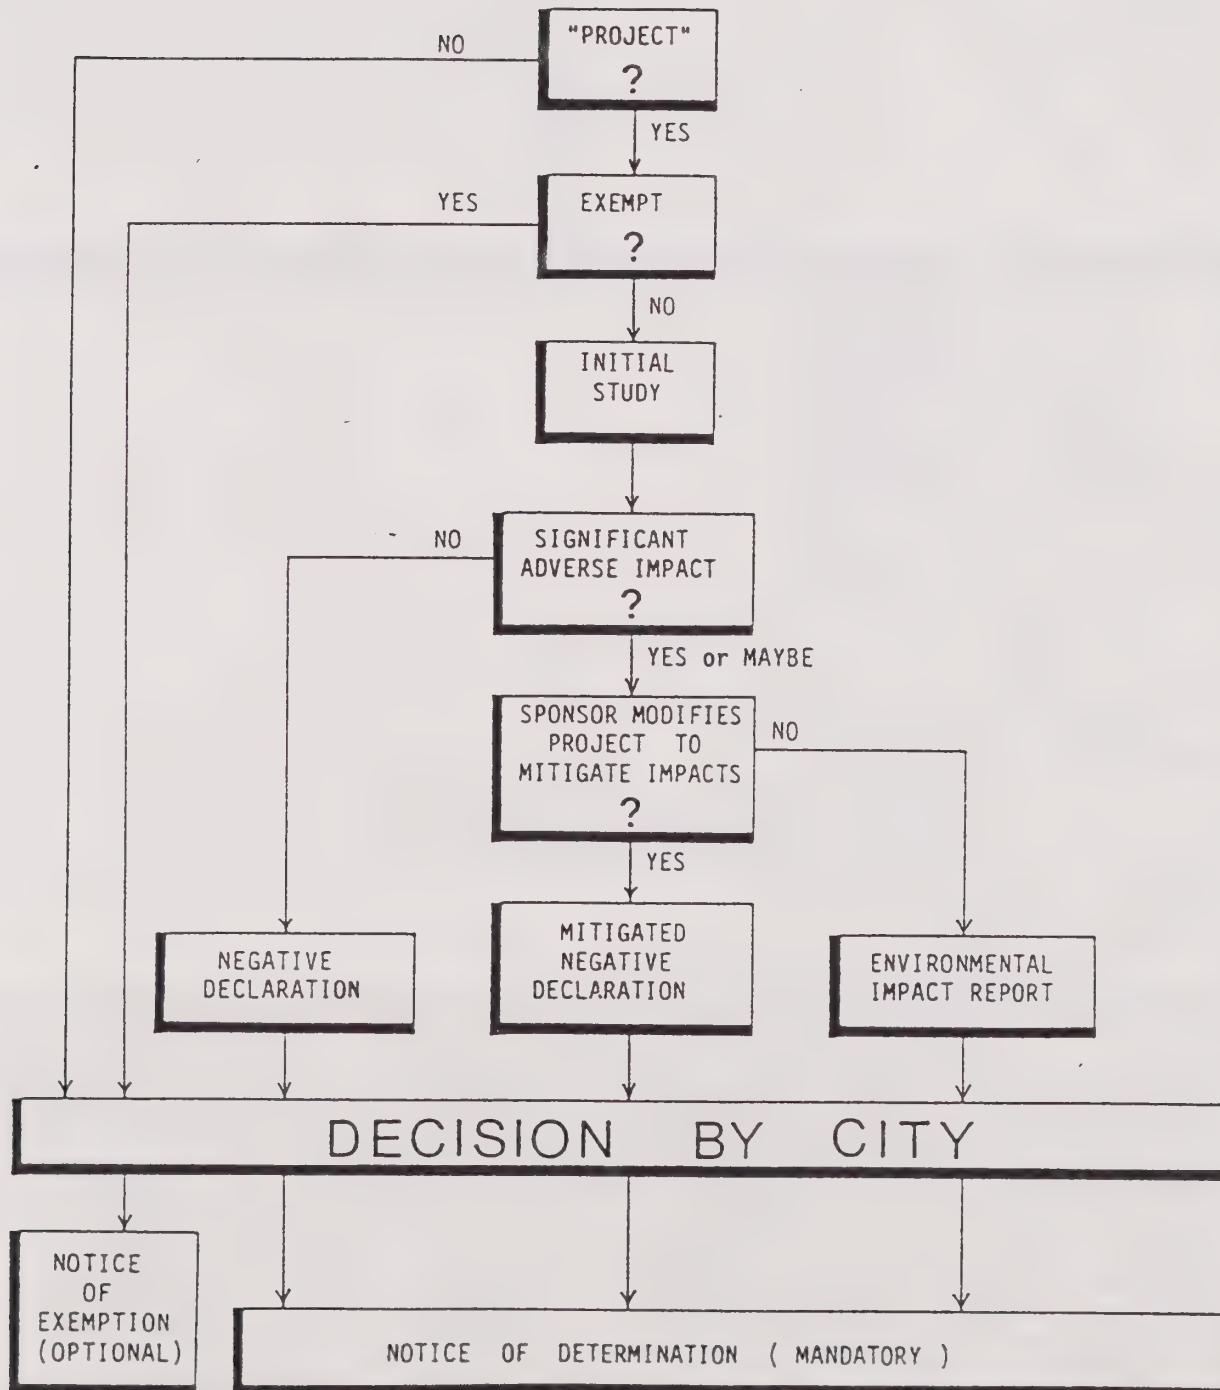 "PROJECT"
?
NO
YES
EXEMPT
?
YES
NO
INITIAL
STUDY
SIGNIFICANT
ADVERSE IMPACT
?
NO
YES or MAYBE
SPONSOR MODIFIES
PROJECT TO
MITIGATE IMPACTS
?
NO
YES
NEGATIVE
DECLARATION
MITIGATED
NEGATIVE
DECLARATION
ENVIRONMENTAL
IMPACT REPORT
DECISION BY CITY
NOTICE
OF
EXEMPTION
(OPTIONAL)
NOTICE OF DETERMINATION ( MANDATORY )